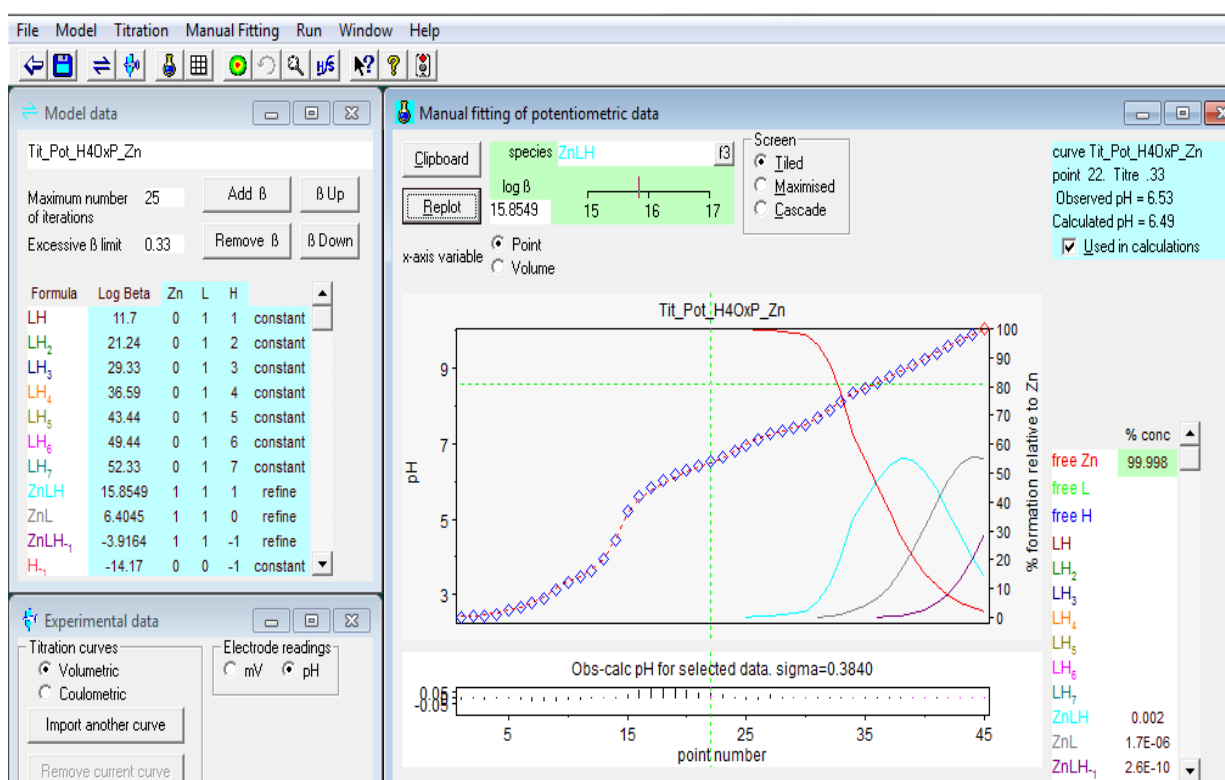 File Model Titration Manual Fitting Run Window Help
Model data
Tit_Pot_H4OxP_Zn
Maximum number of iterations 25
Excessive ß limit 0.33
Add ß
ß Up
Remove ß
ß Down
Formula Log Beta Zn L H
LH 11.7 0 1 1 constant
LH2 21.24 0 1 2 constant
LH3 29.33 0 1 3 constant
LH4 36.59 0 1 4 constant
LH5 43.44 0 1 5 constant
LH6 49.44 0 1 6 constant
LH7 52.33 0 1 7 constant
ZnLH 15.8549 1 1 1 refine
ZnL 6.4045 1 1 0 refine
ZnLH-1 -3.9164 1 1 -1 refine
H-1 -14.17 0 0 -1 constant
Experimental data
Titration curves
Volumetric
Coulometric
Electrode readings
mV pH
Import another curve
Remove current curve
Manual fitting of potentiometric data
Clipboard
Replot
species ZnLH f3
log ß
15.8549
15 16 17
Screen
Tiled
Maximised
Cascade
x-axis variable
Point
Volume
curve Tit_Pot_H4OxP_Zn
point 22. Titre .33
Observed pH = 6.53
Calculated pH = 6.49
Used in calculations
Tit_Pot_H4OxP_Zn
pH
9
7
5
3
100
90
80
70
60
50
40
30
20
10
0
% formation relative to Zn
Obs-calc pH for selected data. sigma=0.3840
0.05
-0.05
5 15 25 35 45
point number
% conc
free Zn 99.998
free L
free H
LH
LH2
LH3
LH4
LH5
LH6
LH7
ZnLH 0.002
ZnL 1.7E-06
ZnLH-1 2.6E-10